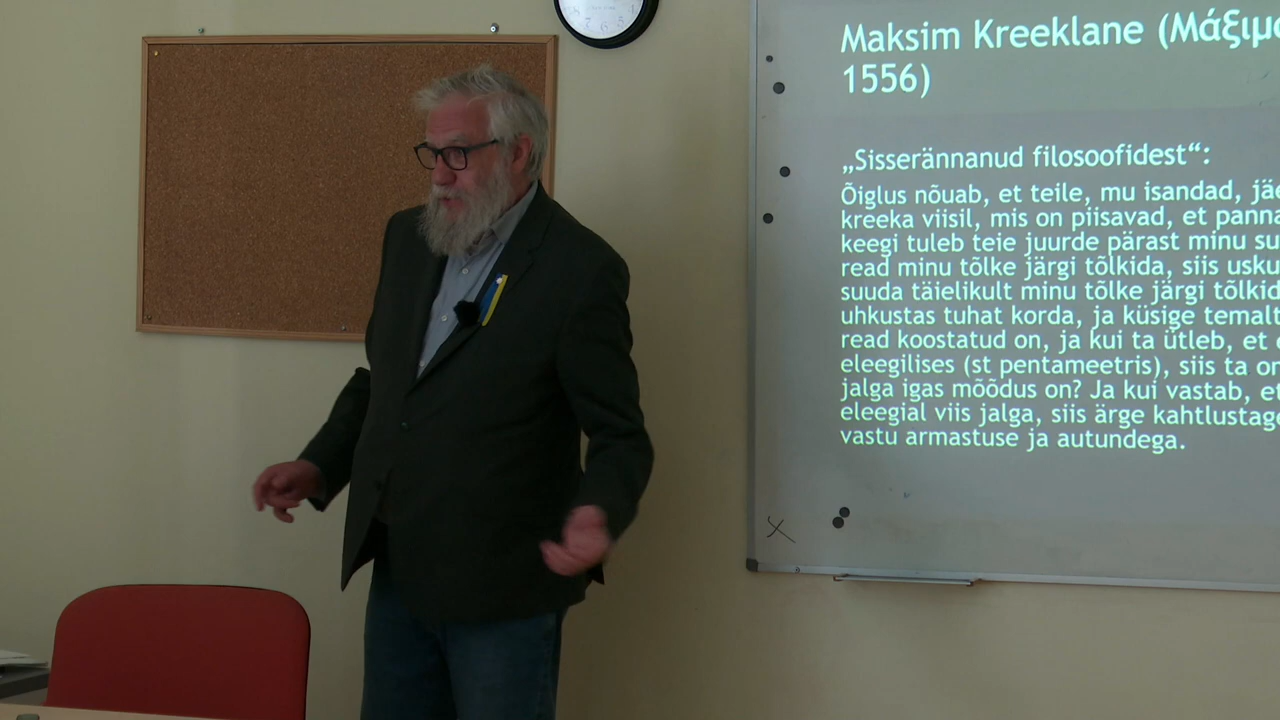 Maksim Kreeklane (Μάξιμο
1556)
„Sisserännanud filosoofidest“:
Õiglus nõuab, et teile, mu isandad, jäe
kreeka viisil, mis on piisavad, et panna
keegi tuleb teie juurde pärast minu su
read minu tõlke järgi tõlkida, siis usku
suuda täielikult minu tõlke järgi tõlkid
uhkustas tuhat korda, ja küsige temalt
read koostatud on, ja kui ta ütleb, et
eleegilises (st pentameetris), siis ta on
jalga igas mõõdus on? Ja kui vastab, et
eleegial viis jalga, siis ärge kahtlustage
vastu armastuse ja autundega.